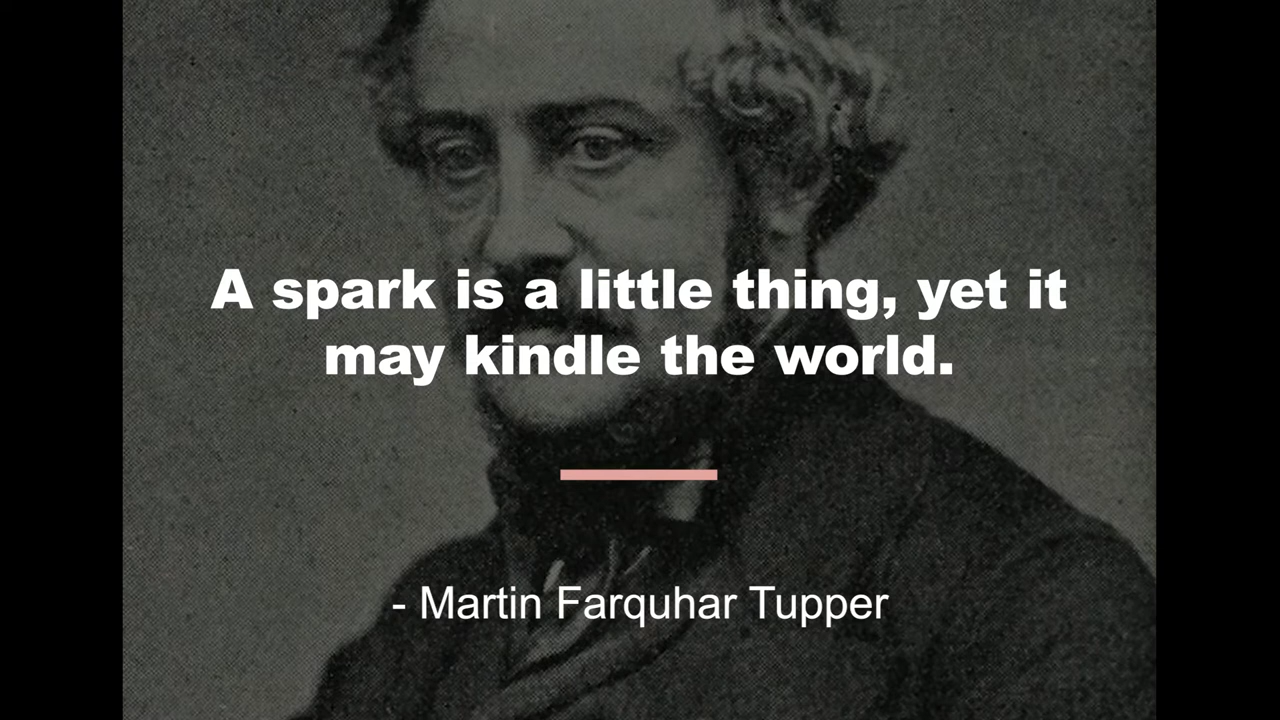 A spark is a little thing, yet it
may kindle the world.
- Martin Farquhar Tupper